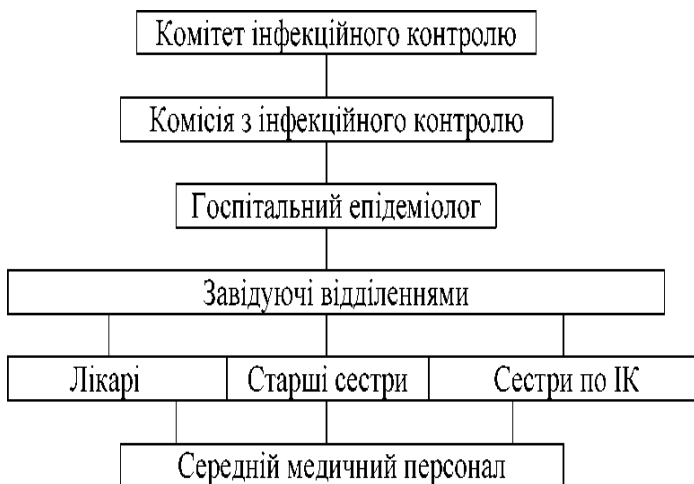 Комітет інфекційного контролю
Комісія з інфекційного контролю
Госпітальний епідеміолог
Завідуючі відділеннями
Лікарі
Старші сестри
Сестри по ІК
Середній медичний персонал